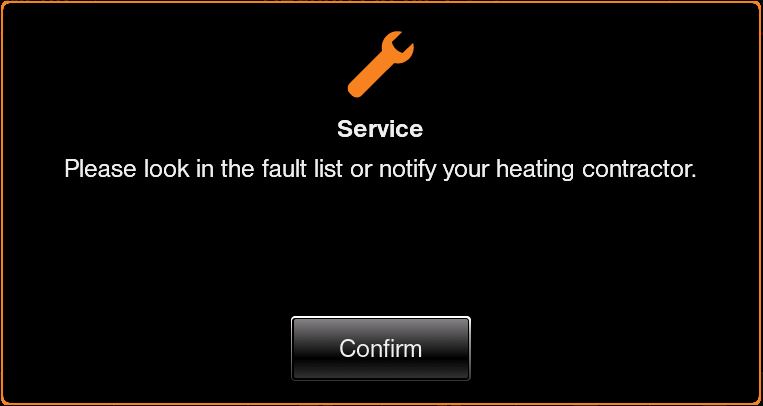 Service
Please look in the fault list or notify your heating contractor.
Confirm